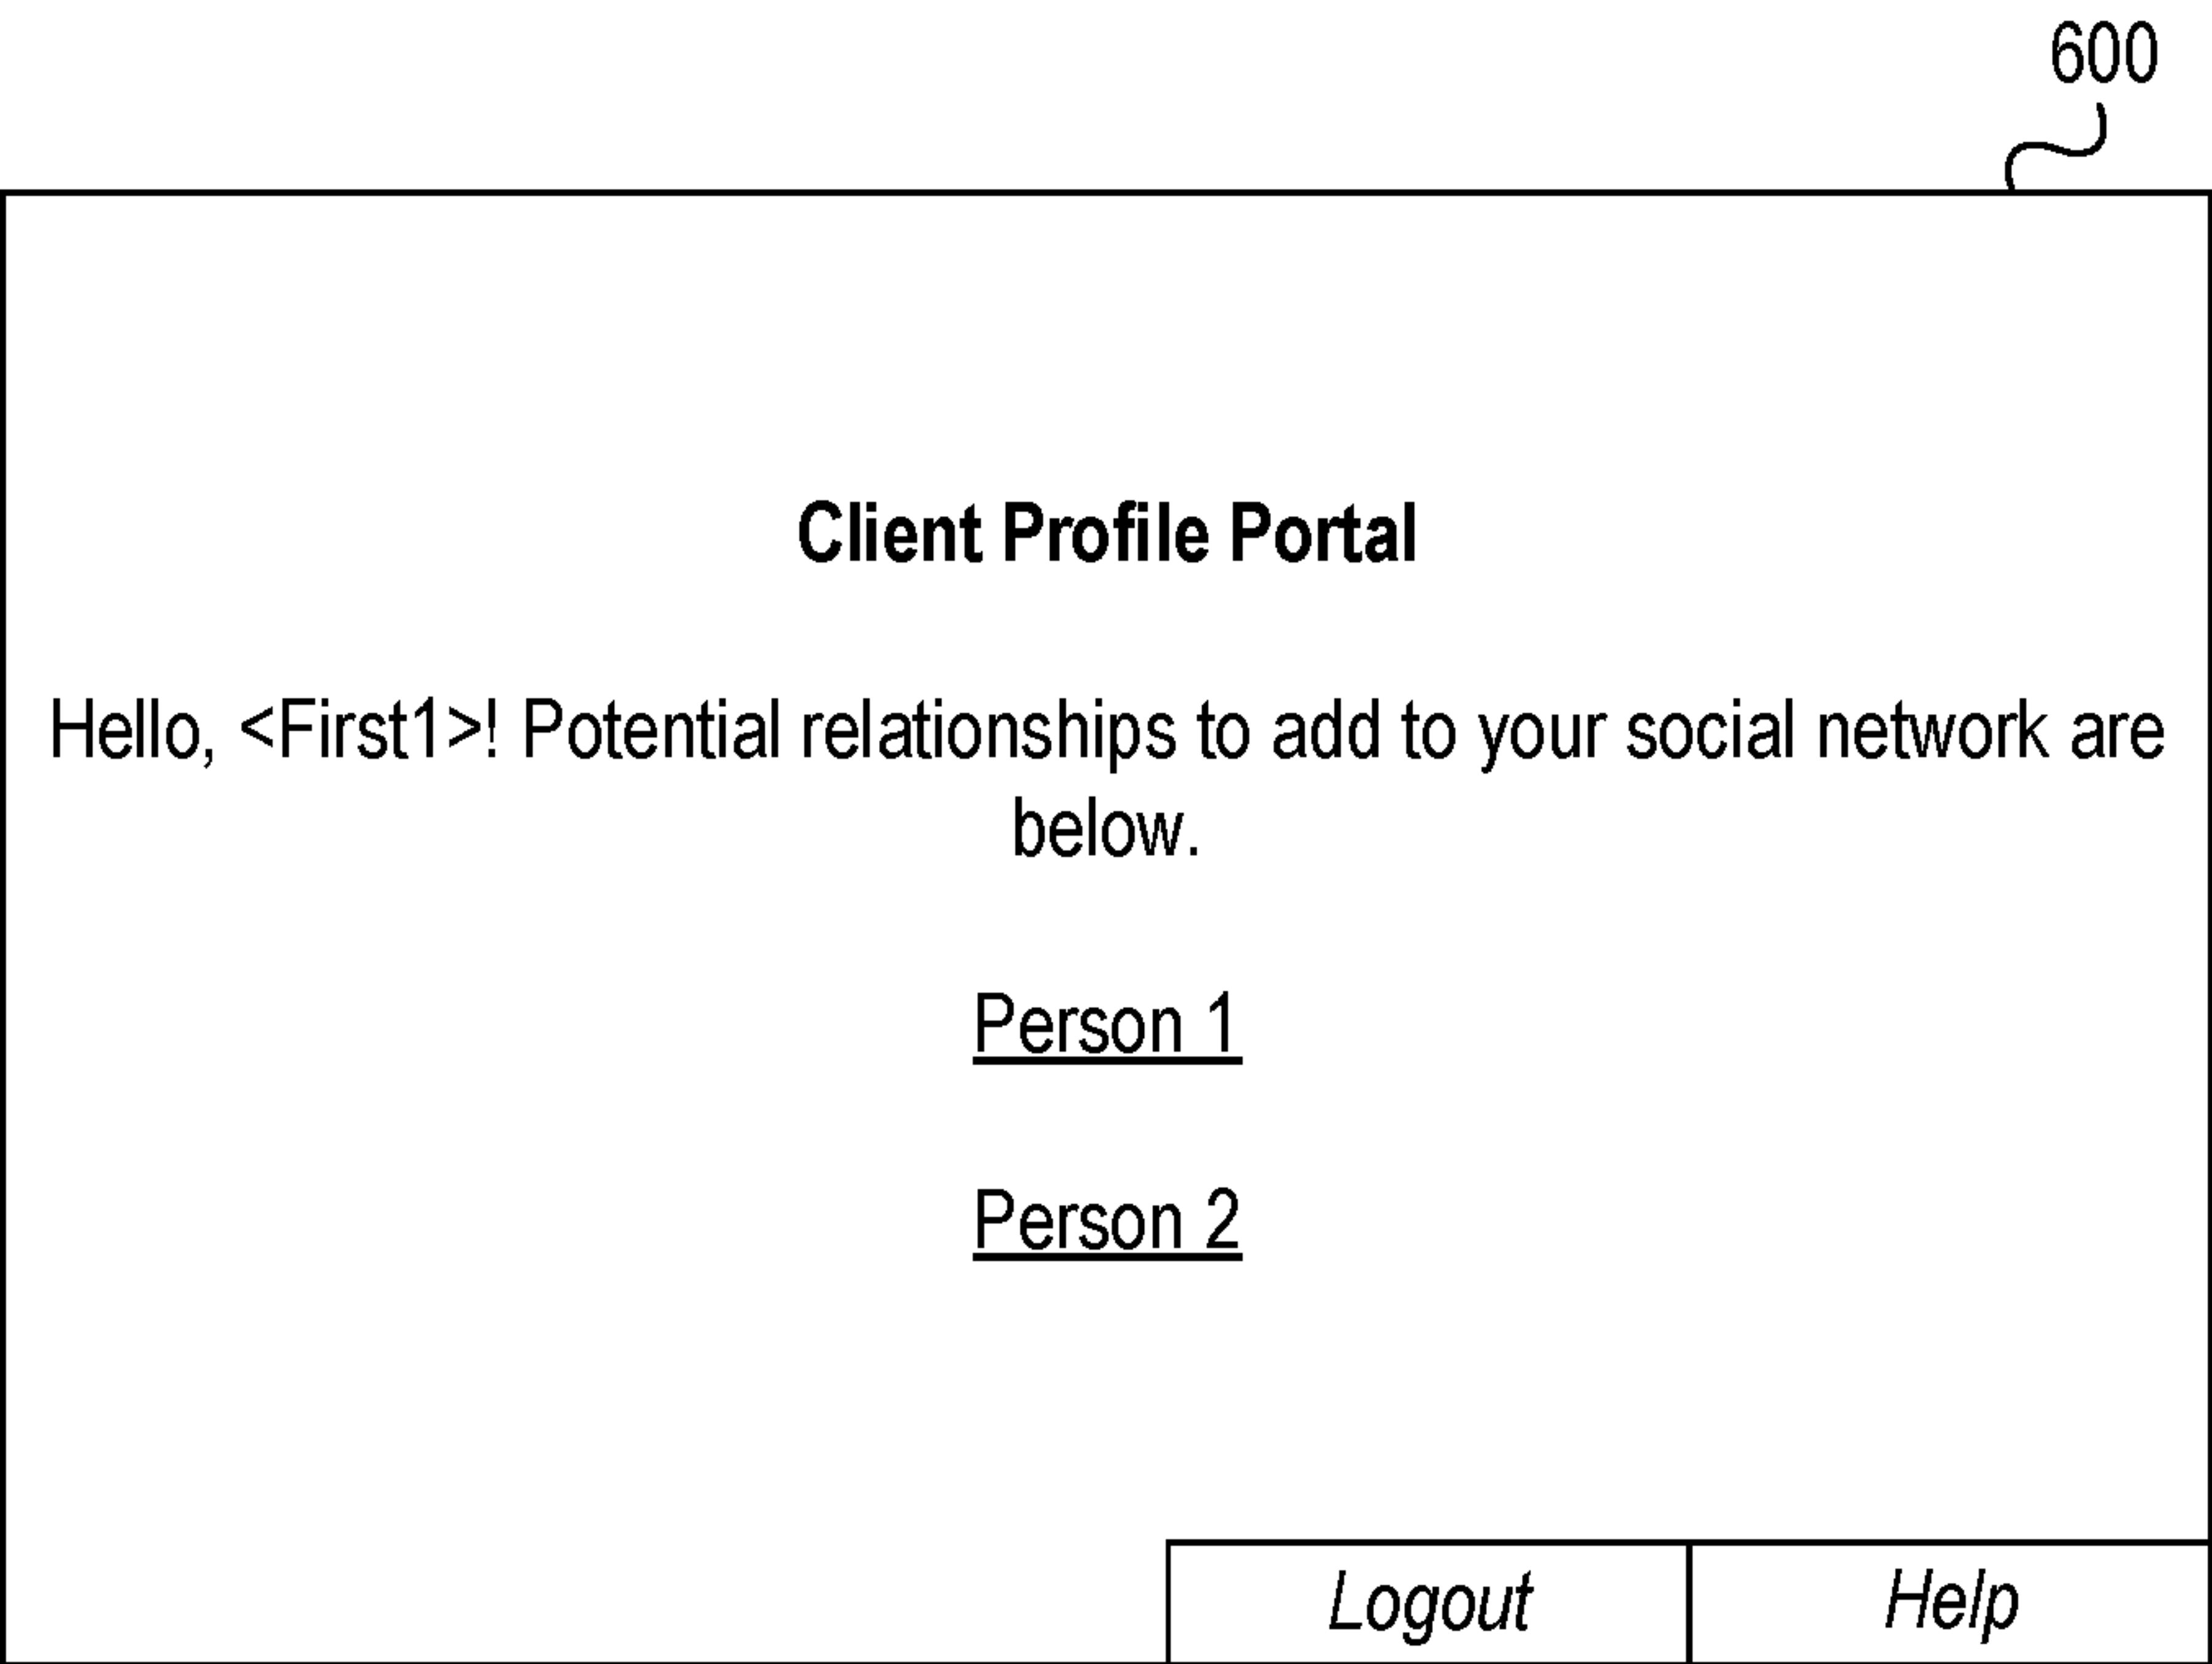 600
Client Profile Portal
Hello, <First1>! Potential relationships to add to your social network are
below.
Person 1
Person 2
Logout Help